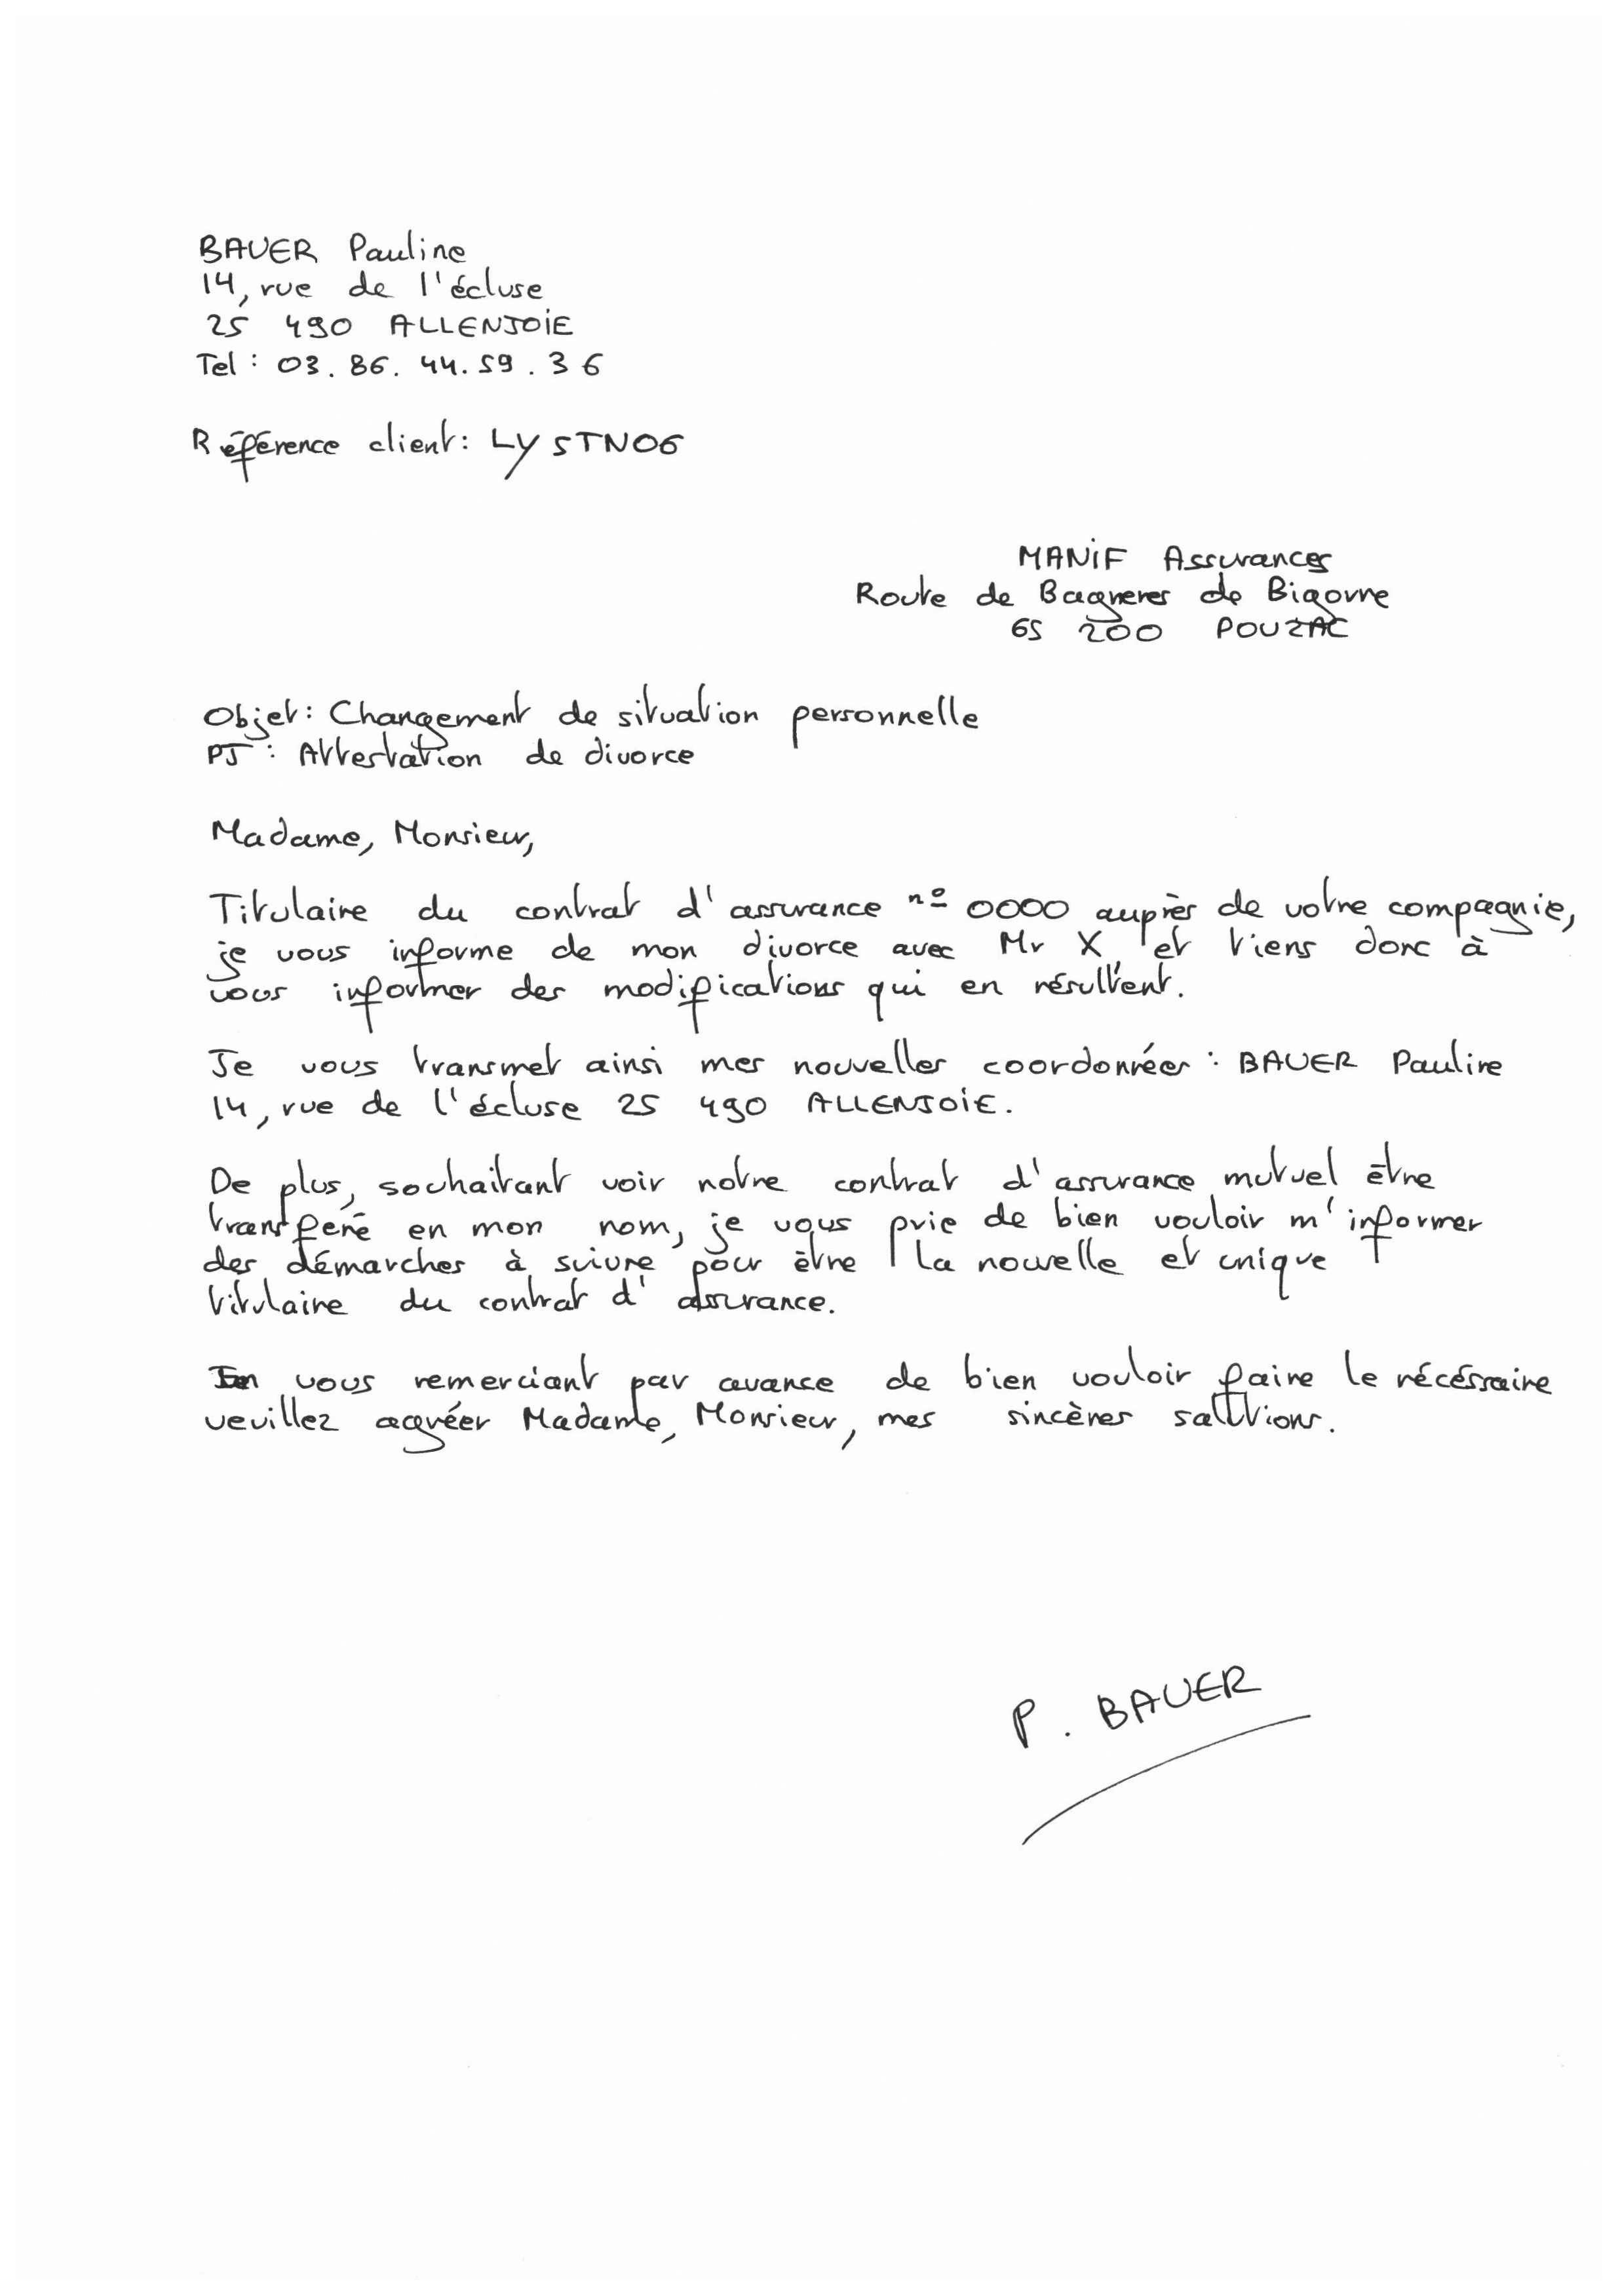 BAUER Pauline
14, rue de l'écluse
25 490 ALLENJOIE
Tel : 03. 86. 44. 59. 36
Référence client: LYSTN06
MANIF Assurances
Route de Bagneres de Bigorre
65 200 POUZAC
Objet: Changement de situation personnelle
PJ : Attestation de divorce
Madame, Monsieur,
Titulaire du contrat d'assurance n° 0000 auprès de votre compagnie,
je vous informe de mon divorce avec Mr X, et tiens donc à
vous informer des modifications qui en résultent.
Je vous transmet ainsi mes nouvelles coordonnées : BAUER Pauline
14, rue de l'écluse 25 490 ALLENJOIE.
De plus, souhaitant voir notre contrat d'assurance mutuel être
transferé en mon nom, je vous prie de bien vouloir m'informer
des démarches à suivre pour être la nouvelle et unique
titulaire du contrat d'assurance.
En vous remerciant par avance de bien vouloir faire le nécéssaire
veuillez agréer Madame, Monsieur, mes sincères
P. BAUER